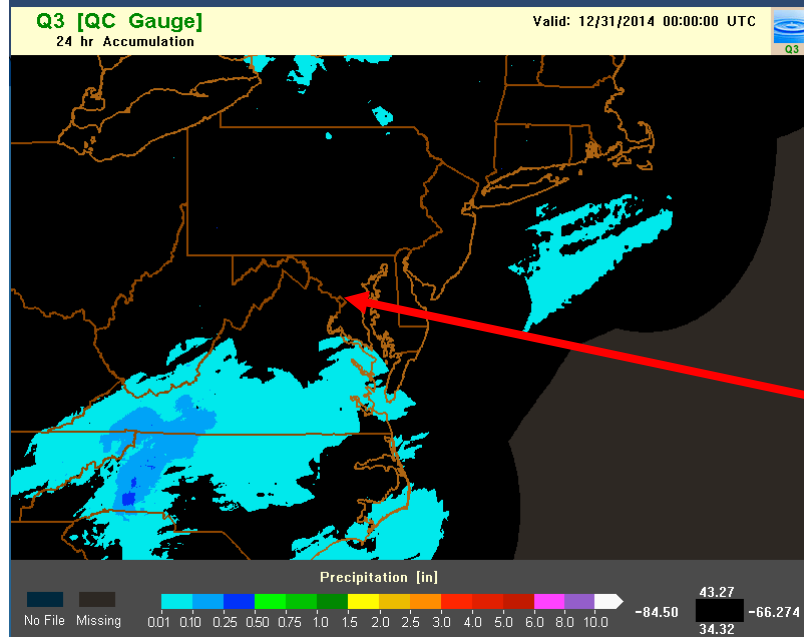 Q3 [QC Gauge]
24 hr Accumulation
Valid: 12/31/2014 00:00:00 UTC
Q3
Precipitation [in]
No File
Missing
0.01 0.10 0.25 0.50 0.75 1.0 1.5 2.0 2.5 3.0 4.0 5.0 6.0 8.0 10.0
43.27
-84.50
-66.274
34.32